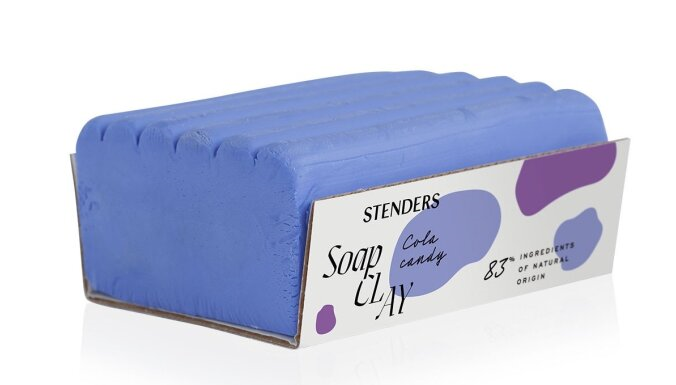 STENDERS
Soap
CLAY
Cola
candy
83% INGREDIENTS
OF NATURAL
ORIGIN